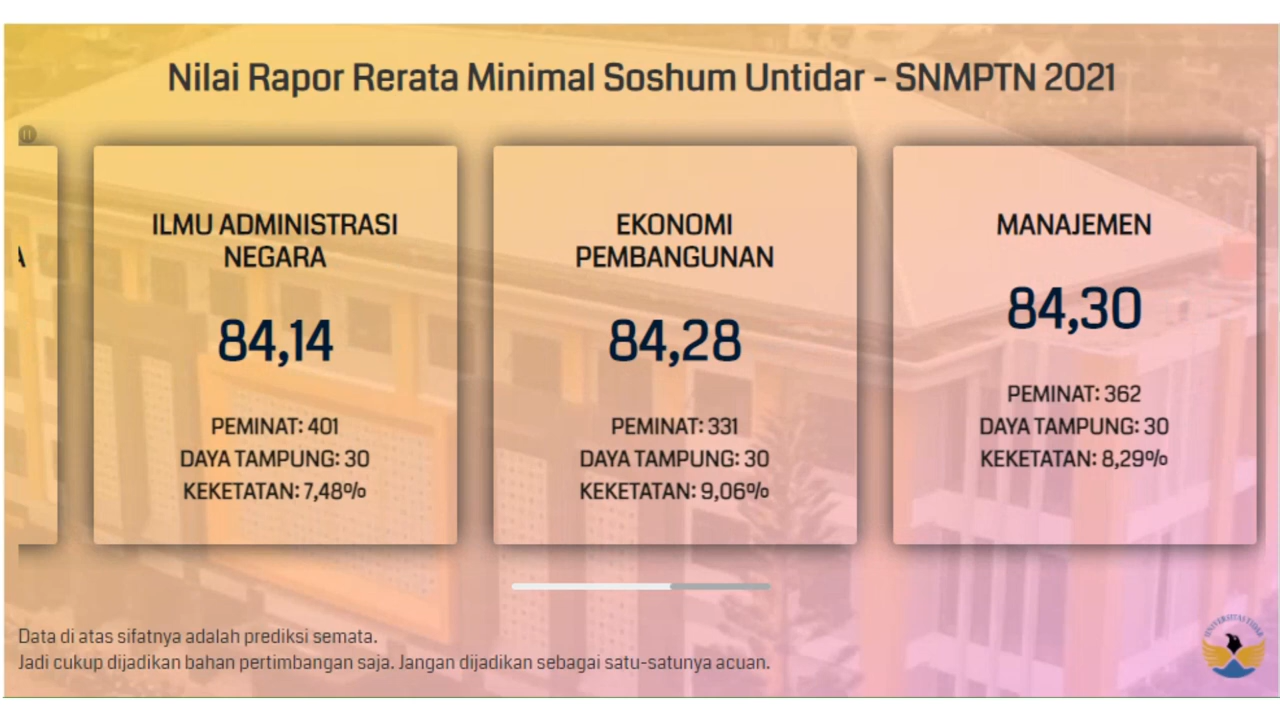 Nilai Rapor Rerata Minimal Soshum Untidar - SNMPTN 2021
ILMU ADMINISTRASI
NEGARA
84,14
PEMINAT: 401
DAYA TAMPUNG: 30
KEKETATAN: 7,48%
EKONOMI
PEMBANGUNAN
84,28
PEMINAT: 331
DAYA TAMPUNG: 30
KEKETATAN: 9,06%
MANAJEMEN
84,30
PEMINAT: 362
DAYA TAMPUNG: 30
KEKETATAN: 8,29%
Data di atas sifatnya adalah prediksi semata.
Jadi cukup dijadikan bahan pertimbangan saja. Jangan dijadikan sebagai satu-satunya acuan.
UNIVERSITAS TIDAR